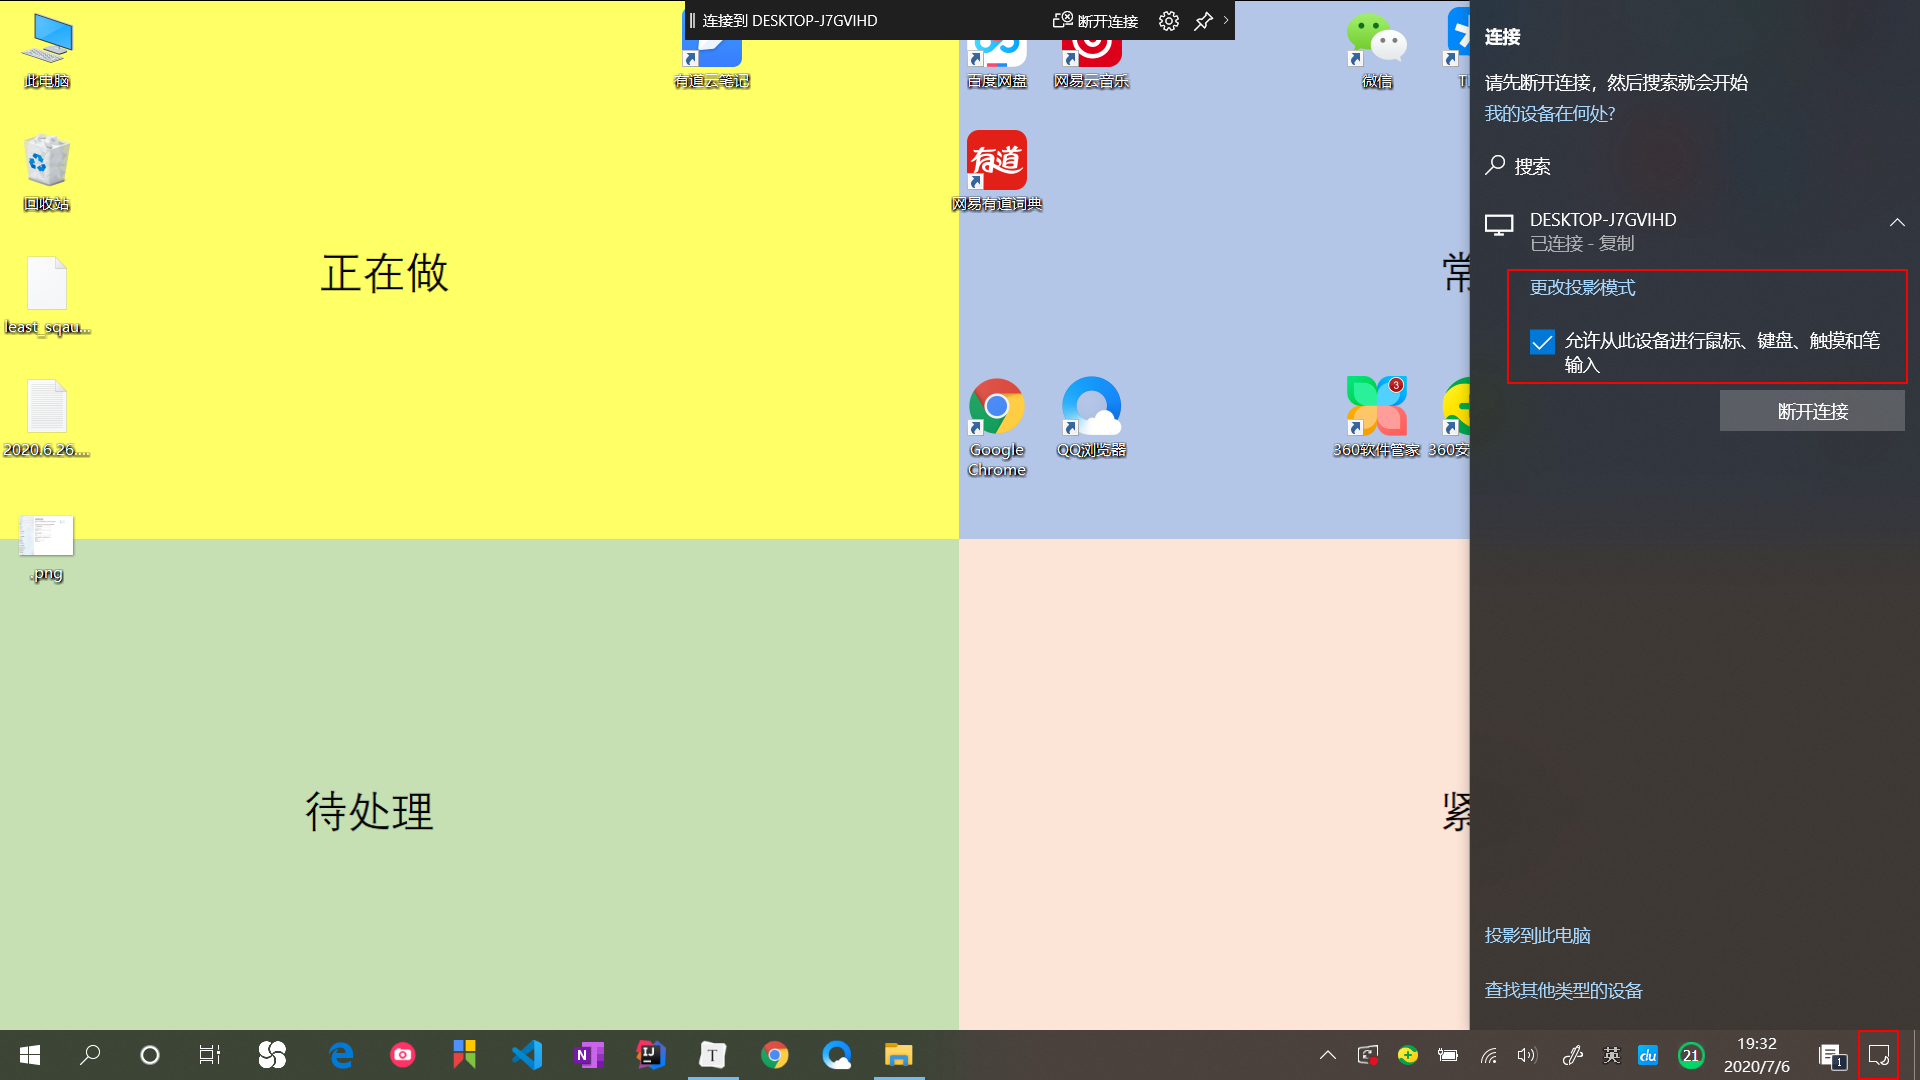 连接到 DESKTOP-J7GVIHD
断开连接
此电脑
有道云笔记
百度网盘
网易云音乐
微信
回收站
有道
网易有道词典
least_sqau...
正在做
常
2020.6.26....
Google
Chrome
QQ浏览器
3
360软件管家
360安
.png
待处理
紧
连接
请先断开连接，然后搜索就会开始
我的设备在何处?
搜索
DESKTOP-J7GVIHD
已连接 - 复制
更改投影模式
允许从此设备进行鼠标、键盘、触摸和笔
输入
断开连接
投影到此电脑
查找其他类型的设备
N
IJ
T
英
du
21
19:32
2020/7/6
1